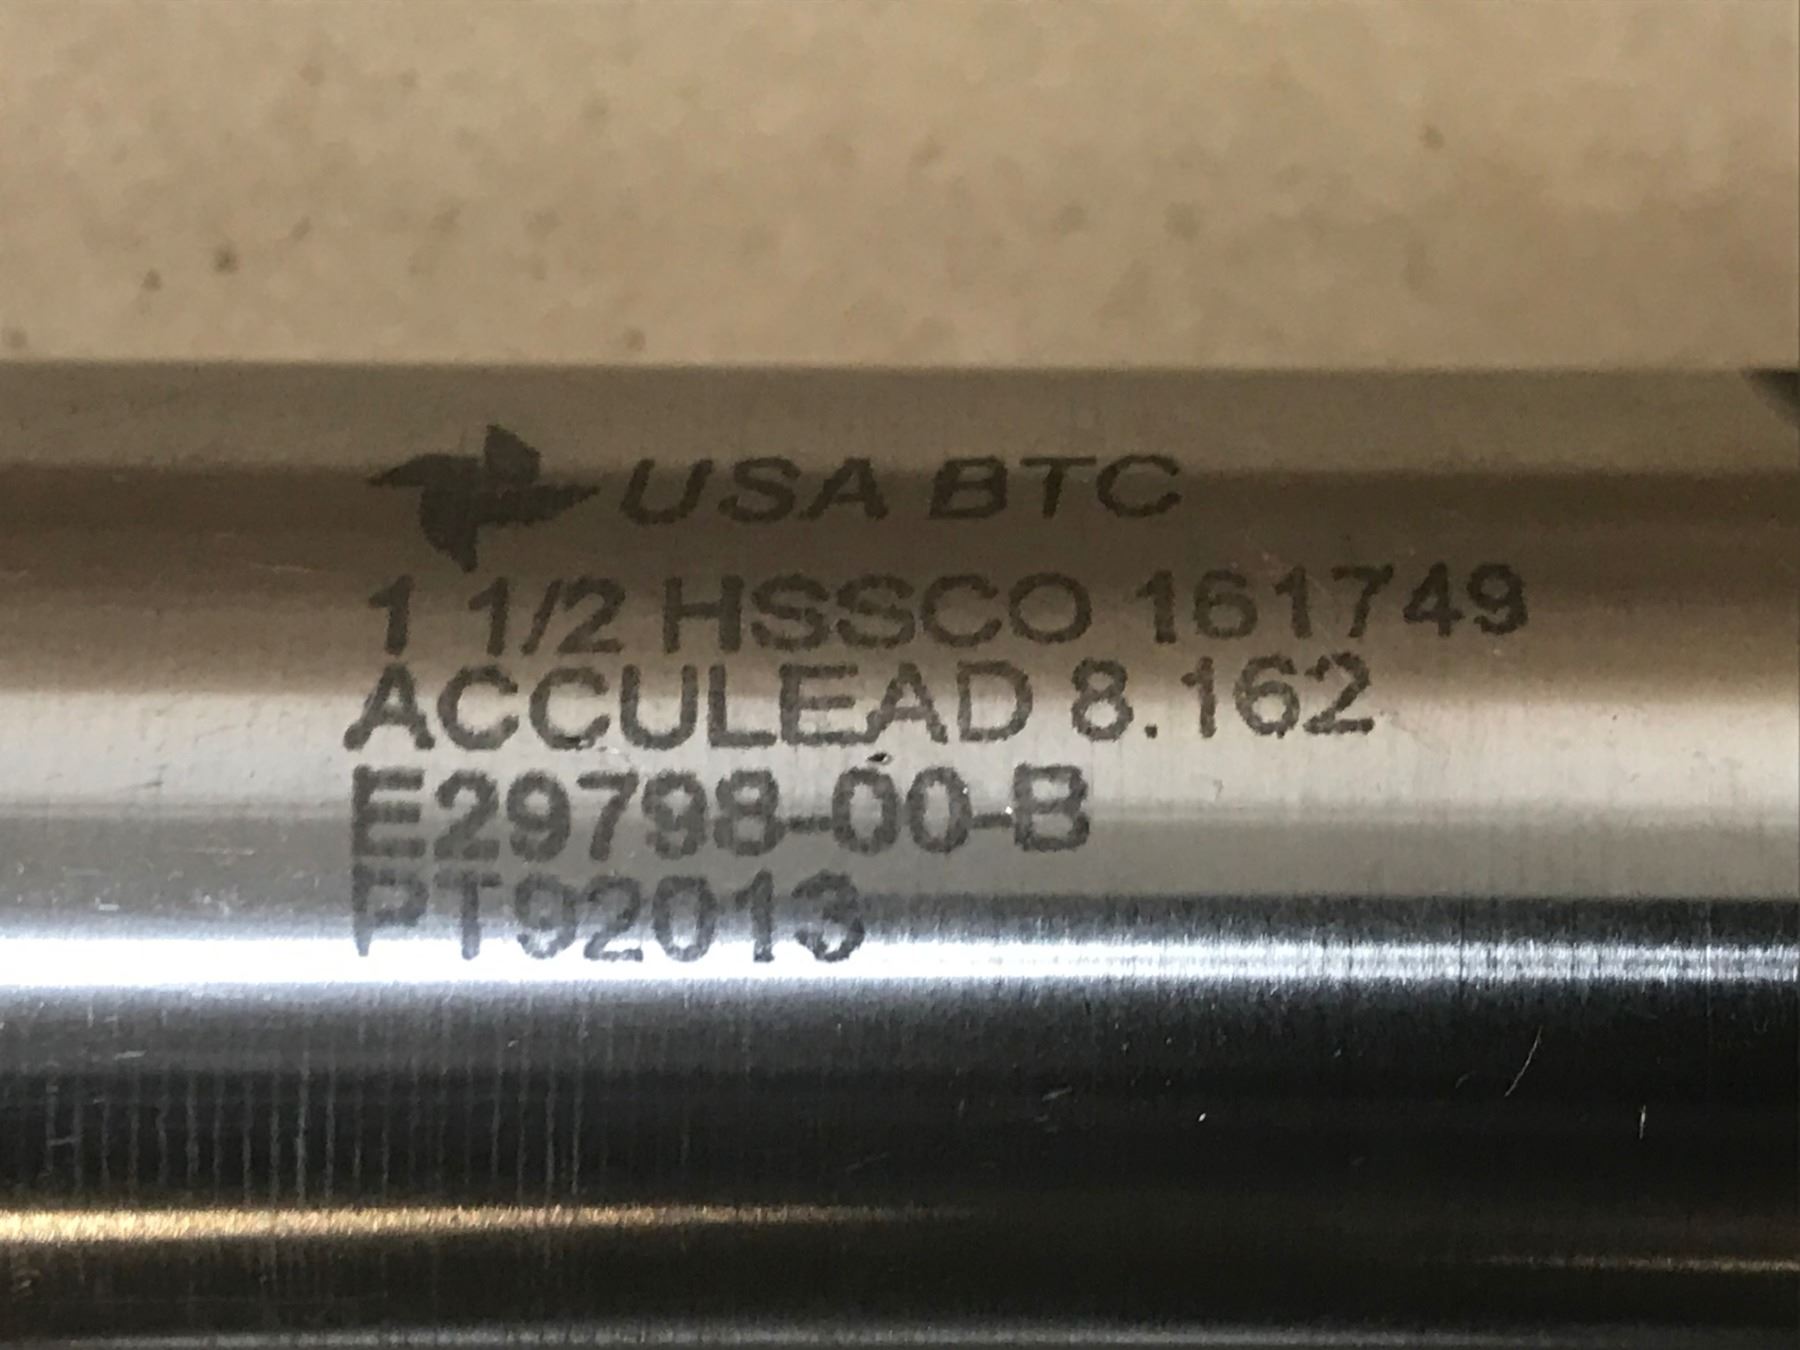 USA BTC
1 1/2 HSSCO 161749
ACCULEAD 8.162
E29798-00-B
PT92013